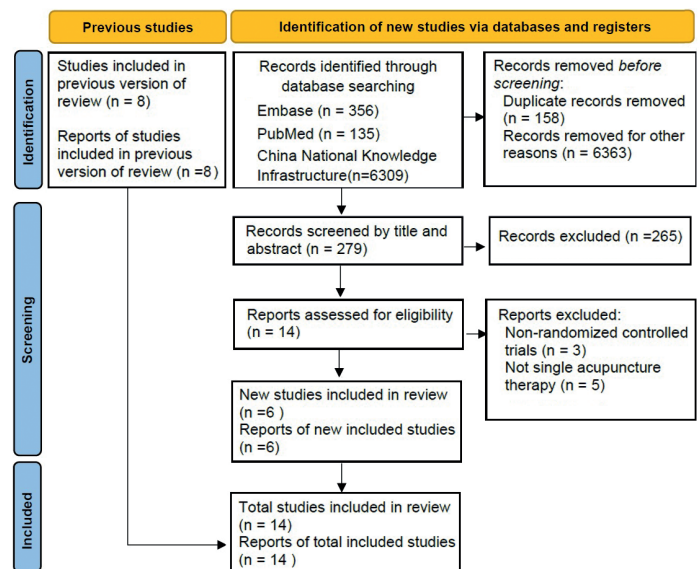 Previous studies
Identification of new studies via databases and registers
Identification
Studies included in
previous version of
review (n = 8)
Reports of studies
included in previous
version of review (n =8)
Records identified through
database searching
Embase (n = 356)
PubMed (n = 135)
China National Knowledge
Infrastructure(n=6309)
Records removed before
screening:
Duplicate records removed
(n = 158)
Records removed for other
reasons (n = 6363)
Screening
Records screened by title and
abstract (n = 279)
Records excluded (n =265)
Reports assessed for eligibility
(n = 14)
Reports excluded:
Non-randomized controlled
trials (n = 3)
Not single acupuncture
therapy (n = 5)
New studies included in review
(n =6 )
Reports of new included studies
(n =6)
Included
Total studies included in review
(n = 14)
Reports of total included studies
(n = 14 )